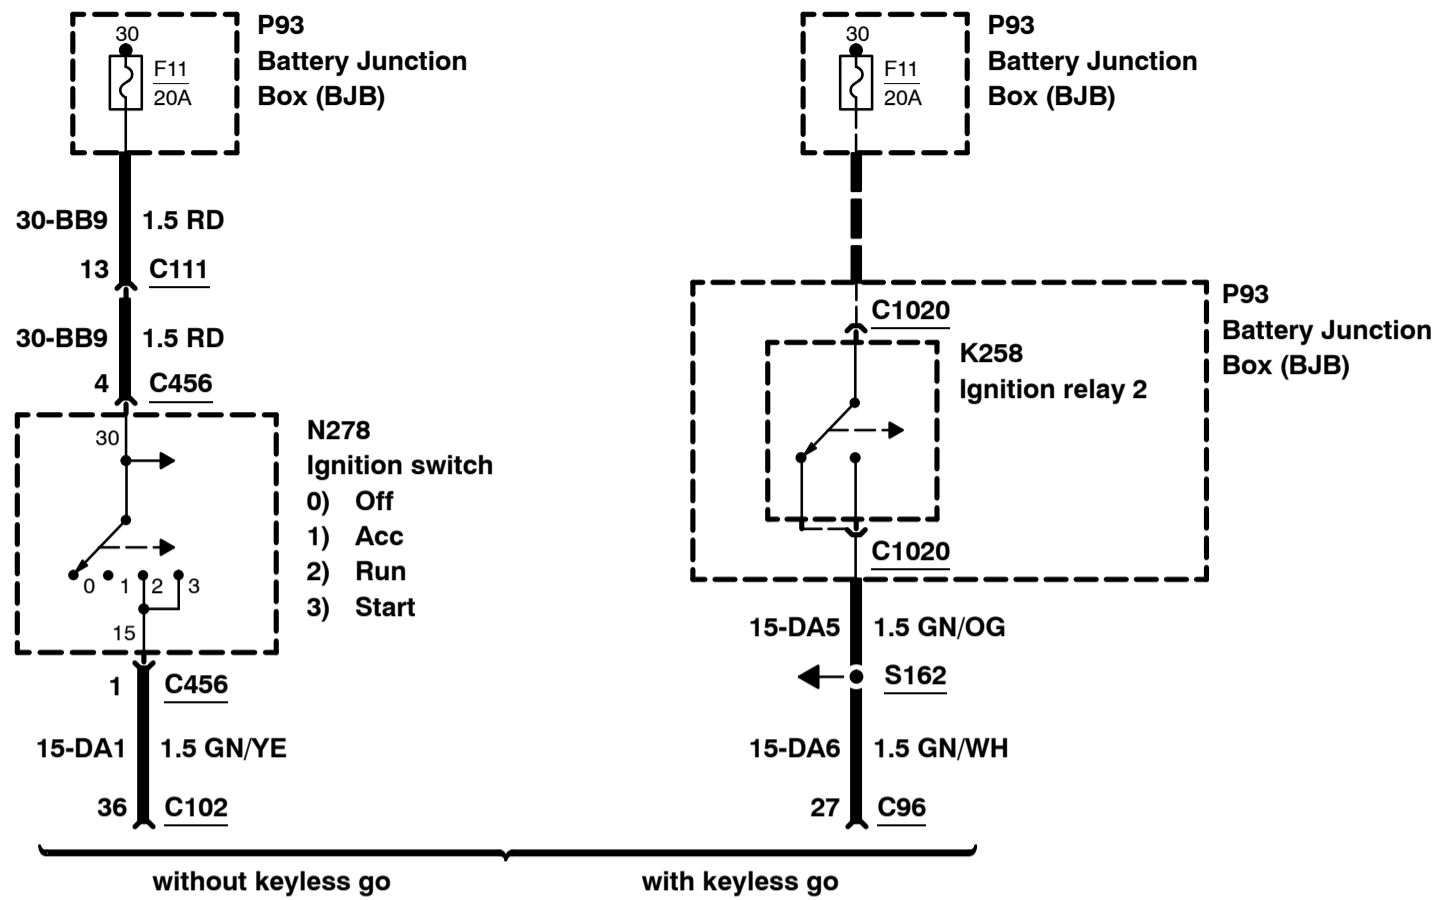 30
F11
20A
P93
Battery Junction
Box (BJB)
30-BB9 1.5 RD
13 C111
30-BB9 1.5 RD
4 C456
30
N278
Ignition switch
0) Off
1) Acc
2) Run
3) Start
0 1 2 3
15
1 C456
15-DA1 1.5 GN/YE
36 C102
without keyless go
30
F11
20A
P93
Battery Junction
Box (BJB)
C1020
P93
Battery Junction
Box (BJB)
K258
Ignition relay 2
C1020
15-DA5 1.5 GN/OG
S162
15-DA6 1.5 GN/WH
27 C96
with keyless go